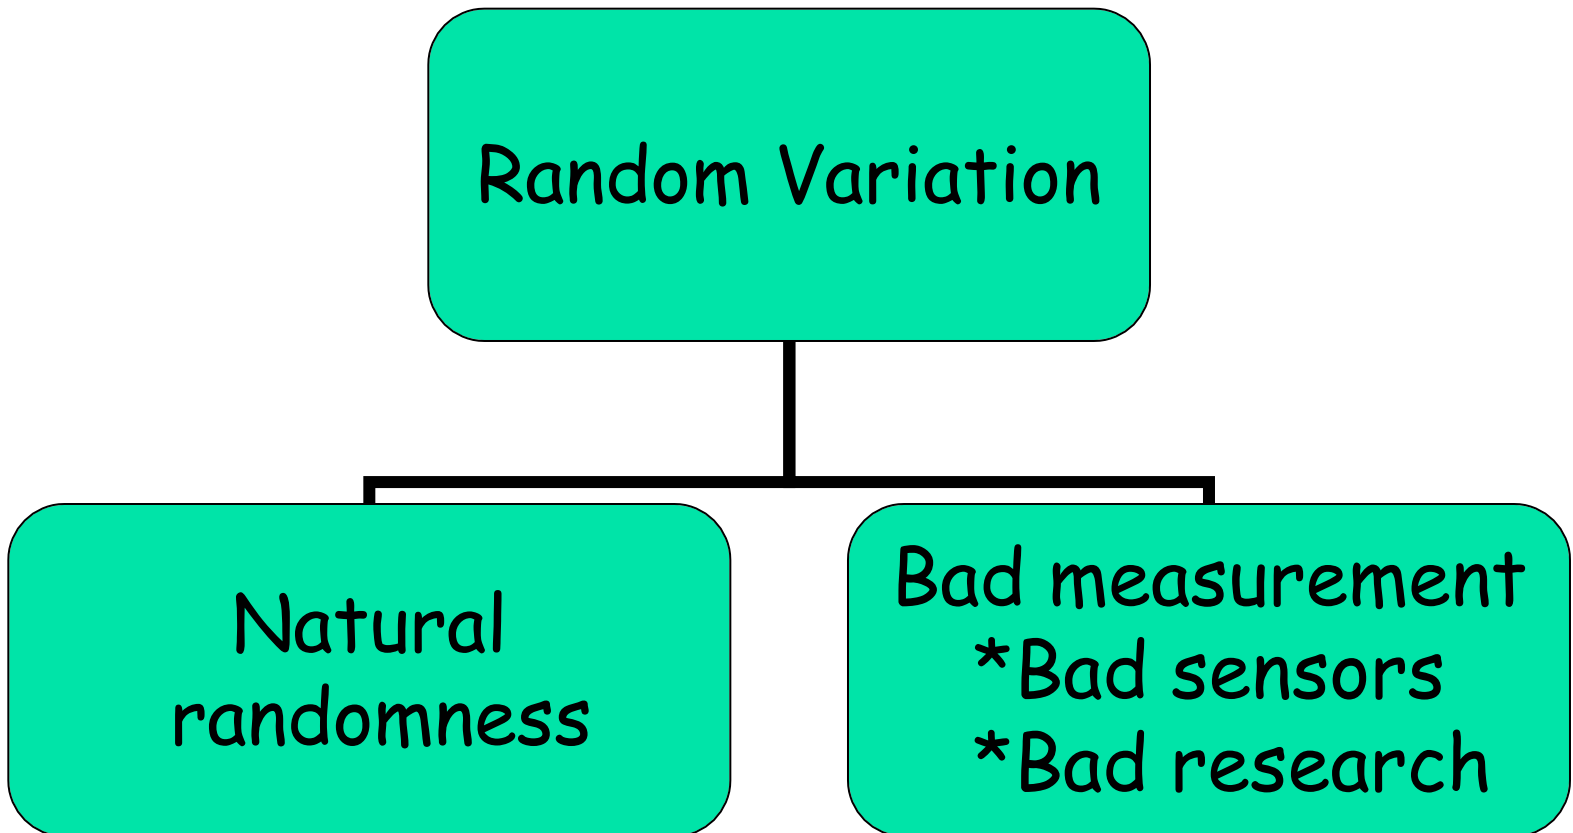 Random Variation
Natural
randomness
Bad measurement
*Bad sensors
*Bad research